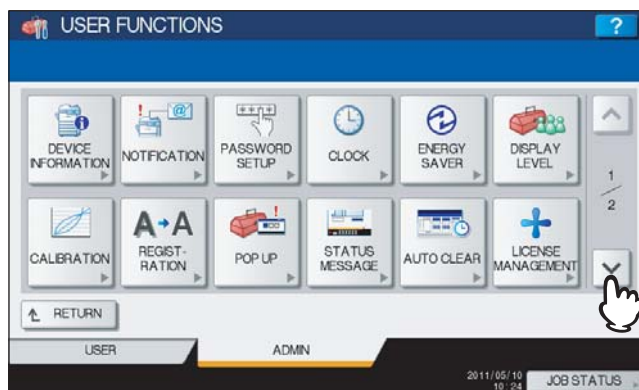 USER FUNCTIONS
?
DEVICE INFORMATION
NOTIFICATION
PASSWORD SETUP
CLOCK
ENERGY SAVER
DISPLAY LEVEL
1
2
CALIBRATION
A→A
REGIST-RATION
POP UP
STATUS MESSAGE
AUTO CLEAR
LICENSE MANAGEMENT
RETURN
USER
ADMIN
2011/05/10
10:24
JOB STATUS